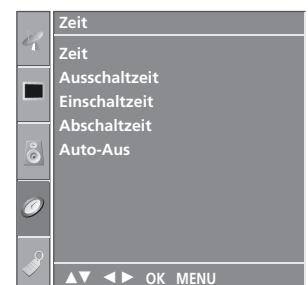 Zeit
Zeit
Ausschaltzeit
Einschaltzeit
Abschaltzeit
Auto-Aus
▲▼ ◄► OK MENU